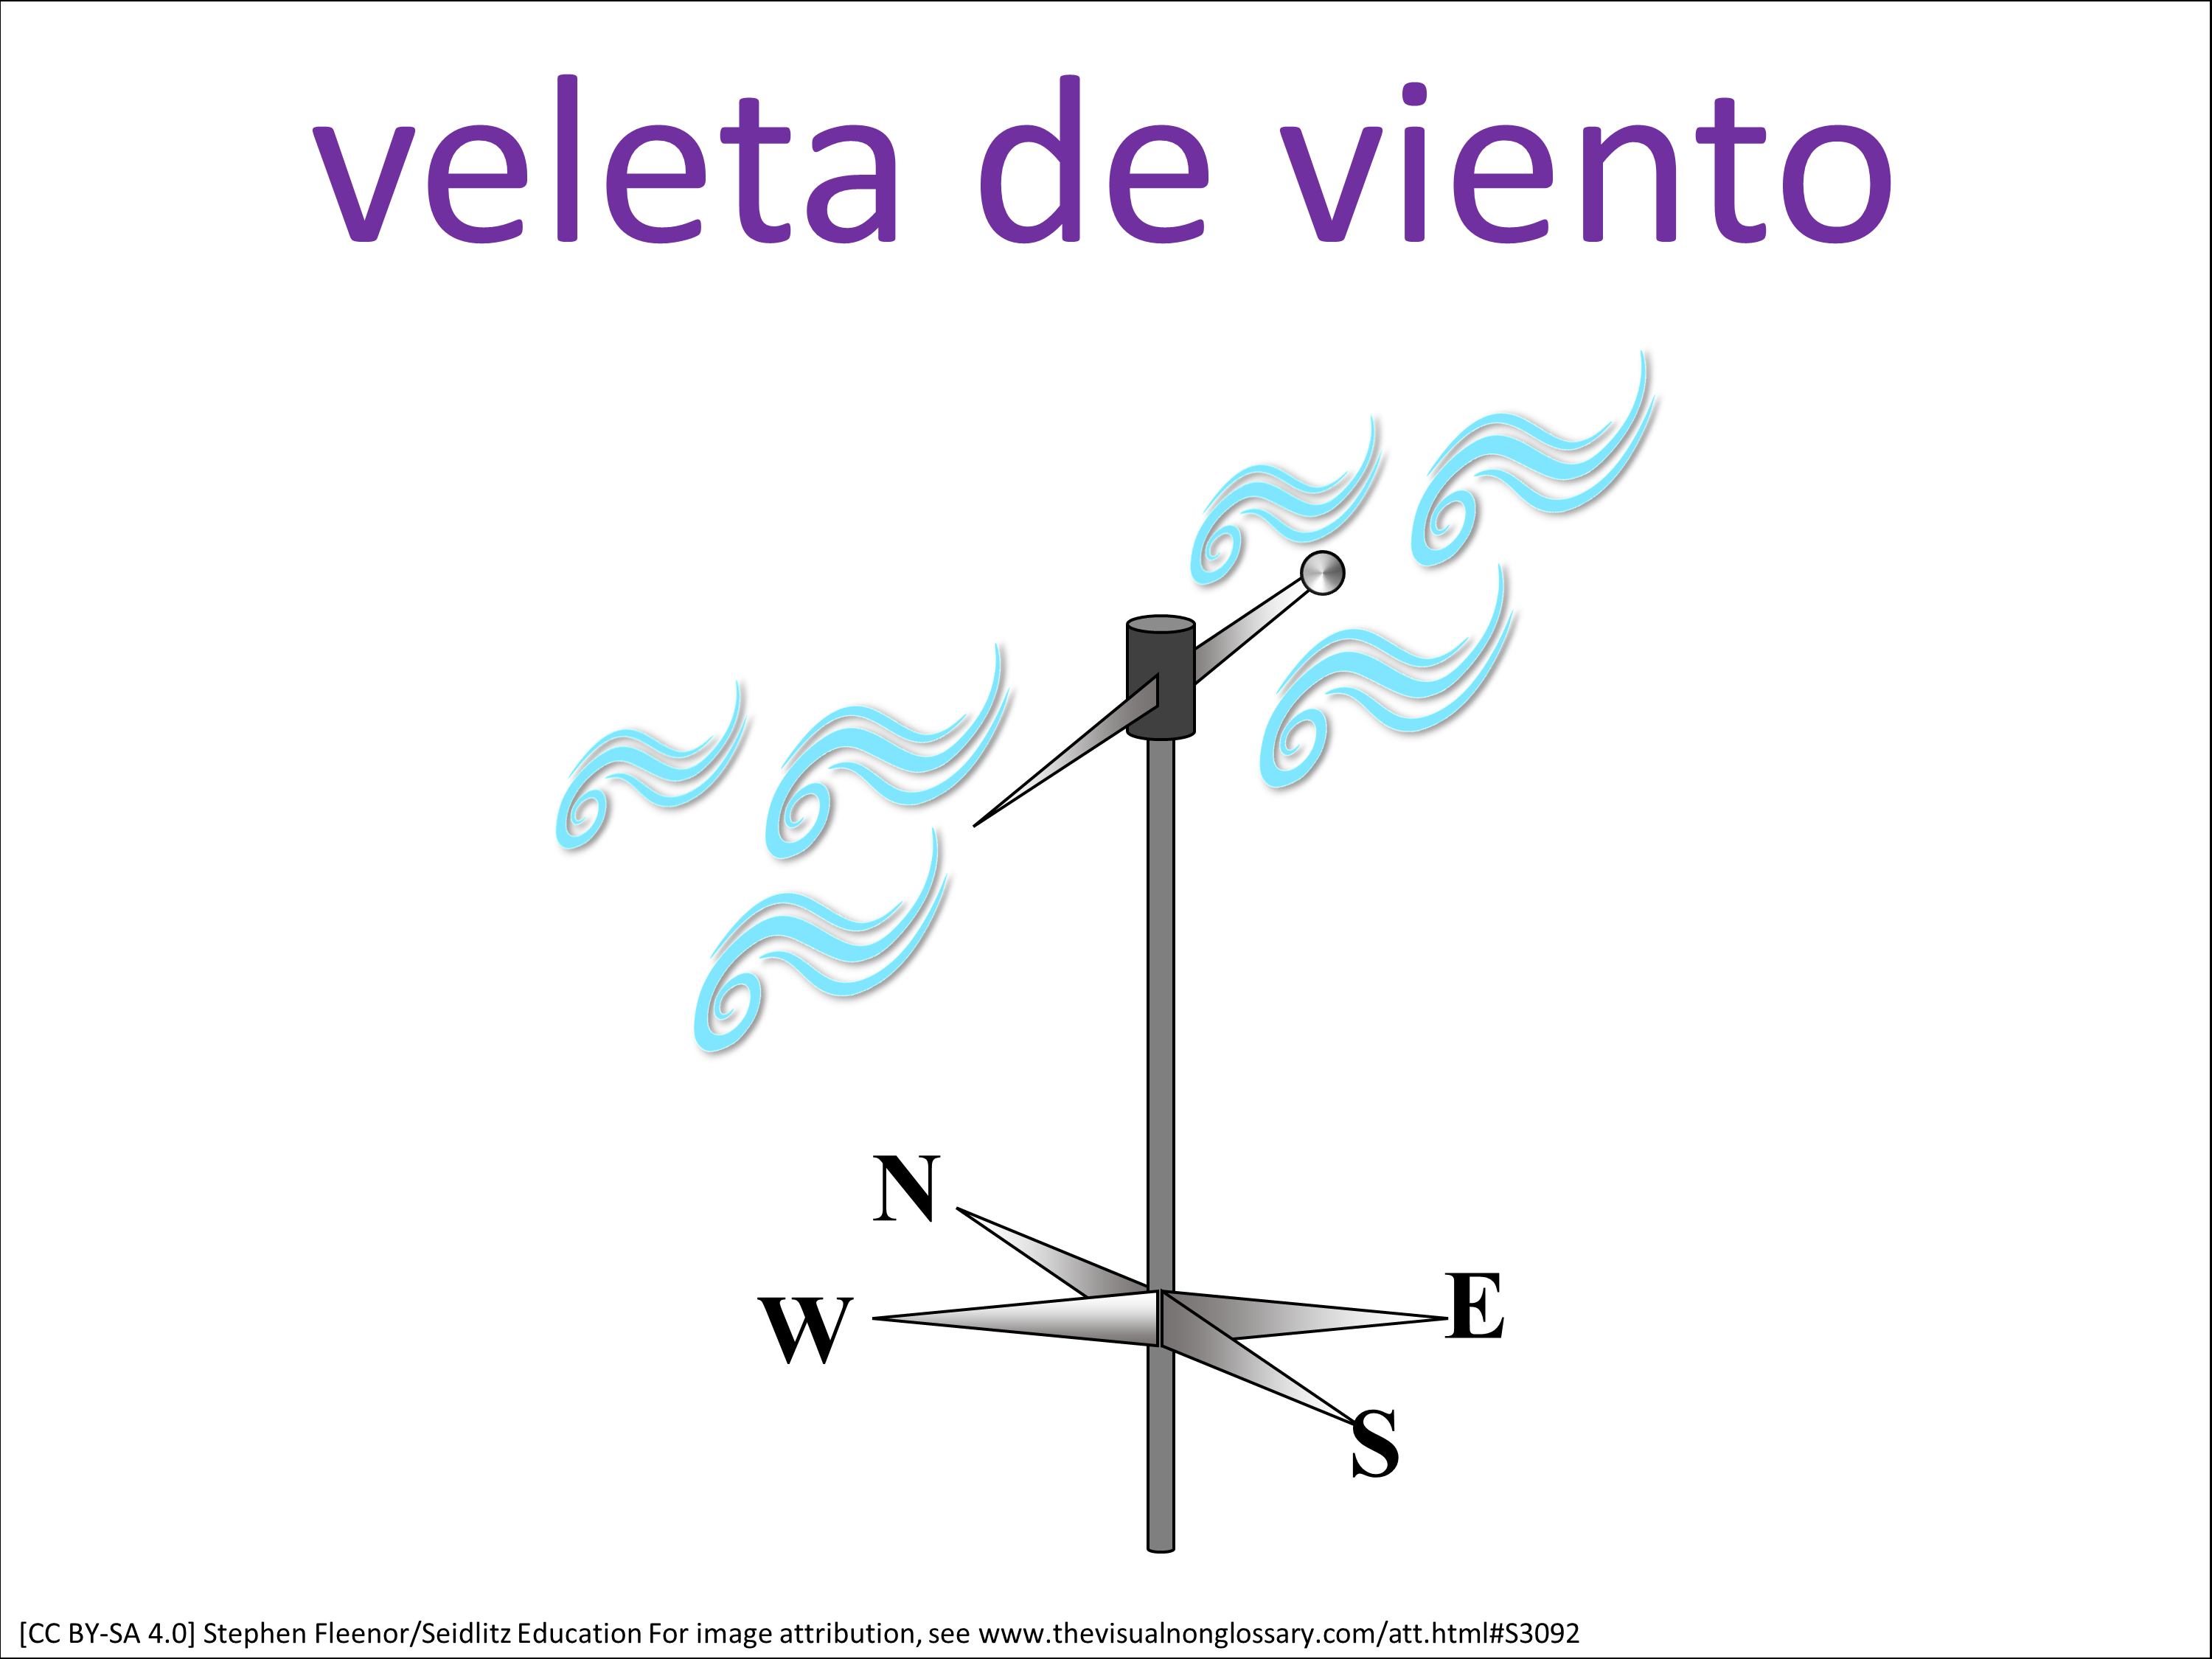 veleta de viento
N
W
E
S
[CC BY-SA 4.0] Stephen Fleenor/Seidlitz Education For image attribution, see www.thevisualnonglossary.com/att.html#S3092